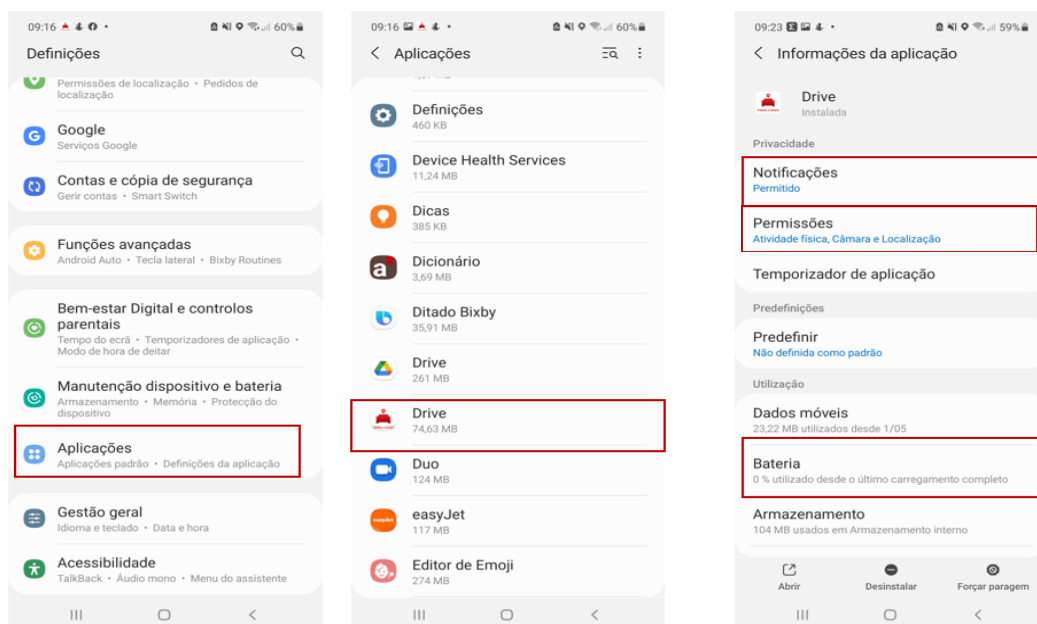 09:16
60%
Definições
Permissões de localização • Pedidos de
localização
Google
Serviços Google
Contas e cópia de segurança
Gerir contas • Smart Switch
Funções avançadas
Android Auto • Tecla lateral • Bixby Routines
Bem-estar Digital e controlos
parentais
Tempo do ecrã • Temporizadores de aplicação •
Modo de hora de deitar
Manutenção dispositivo e bateria
Armazenamento • Memória • Protecção do
dispositivo
Aplicações
Aplicações padrão • Definições da aplicação
Gestão geral
Idioma e teclado • Data e hora
Acessibilidade
TalkBack • Áudio mono • Menu do assistente
09:16
60%
Aplicações
Definições
460 KB
Device Health Services
11,24 MB
Dicas
385 KB
Dicionário
3,69 MB
Ditado Bixby
35,91 MB
Drive
261 MB
Drive
74,63 MB
Duo
124 MB
easyJet
117 MB
Editor de Emoji
274 MB
09:23
59%
Informações da aplicação
Drive
Instalada
Privacidade
Notificações
Permitido
Permissões
Atividade física, Câmara e Localização
Temporizador de aplicação
Predefinições
Predefinir
Não definida como padrão
Utilização
Dados móveis
23,22 MB utilizados desde 1/05
Bateria
0 % utilizado desde o último carregamento completo
Armazenamento
104 MB usados em Armazenamento interno
Abrir
Desinstalar
Forçar paragem